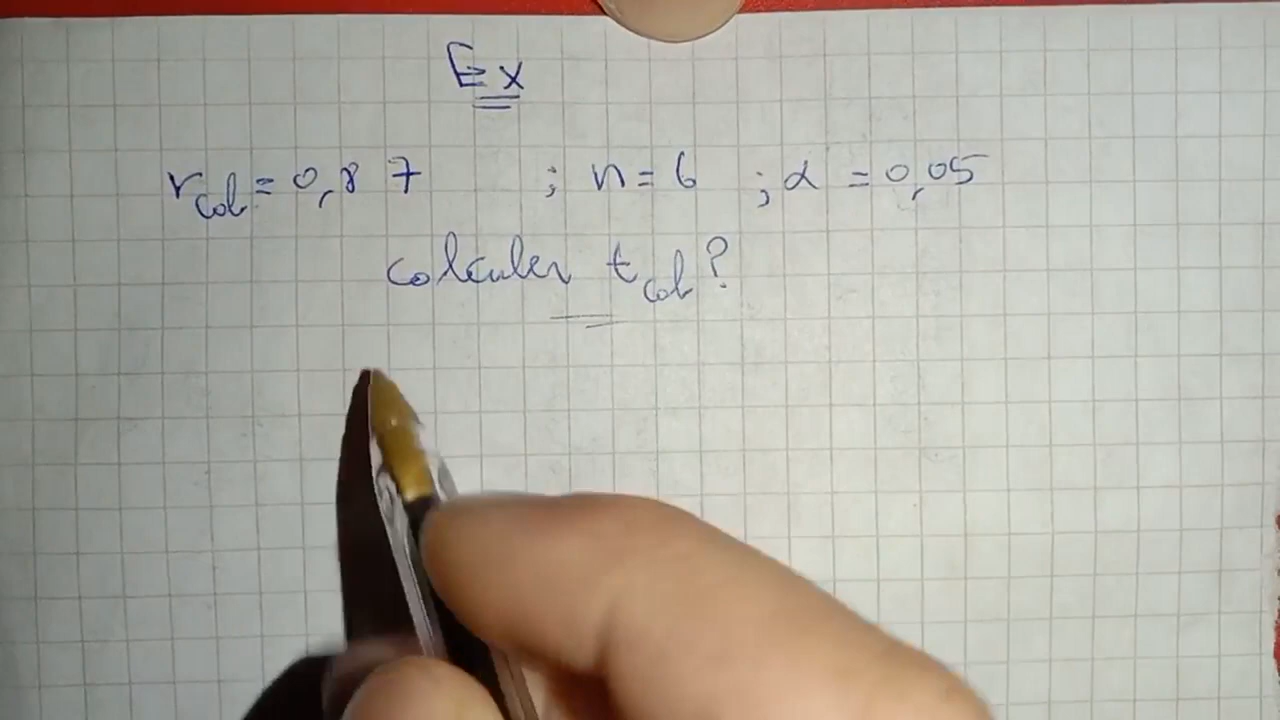 Ex
rcal = 0,87 ; n = 6 ; α = 0,05
calculer tcal ?